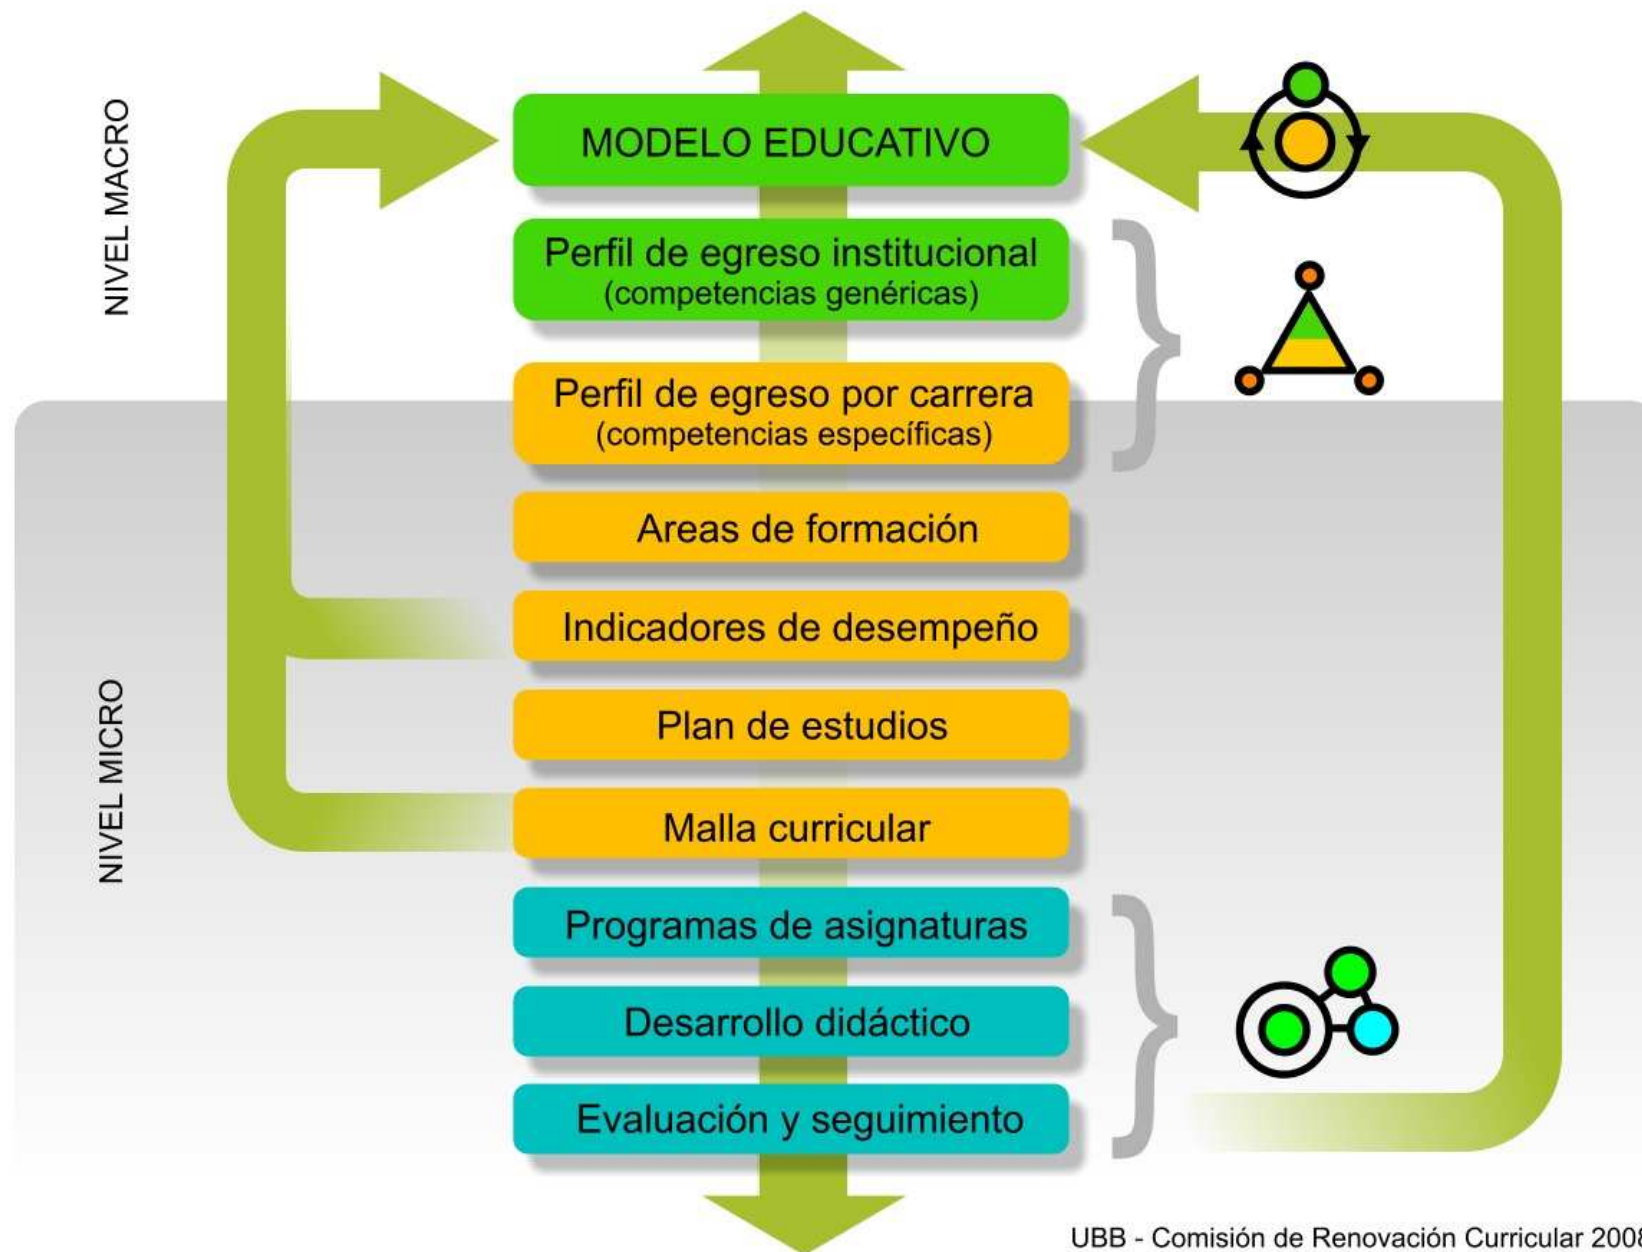 NIVEL MACRO
MODELO EDUCATIVO
Perfil de egreso institucional
(competencias genéricas)
Perfil de egreso por carrera
(competencias específicas)
Areas de formación
Indicadores de desempeño
NIVEL MICRO
Plan de estudios
Malla curricular
Programas de asignaturas
Desarrollo didáctico
Evaluación y seguimiento
UBB - Comisión de Renovación Curricular 2008